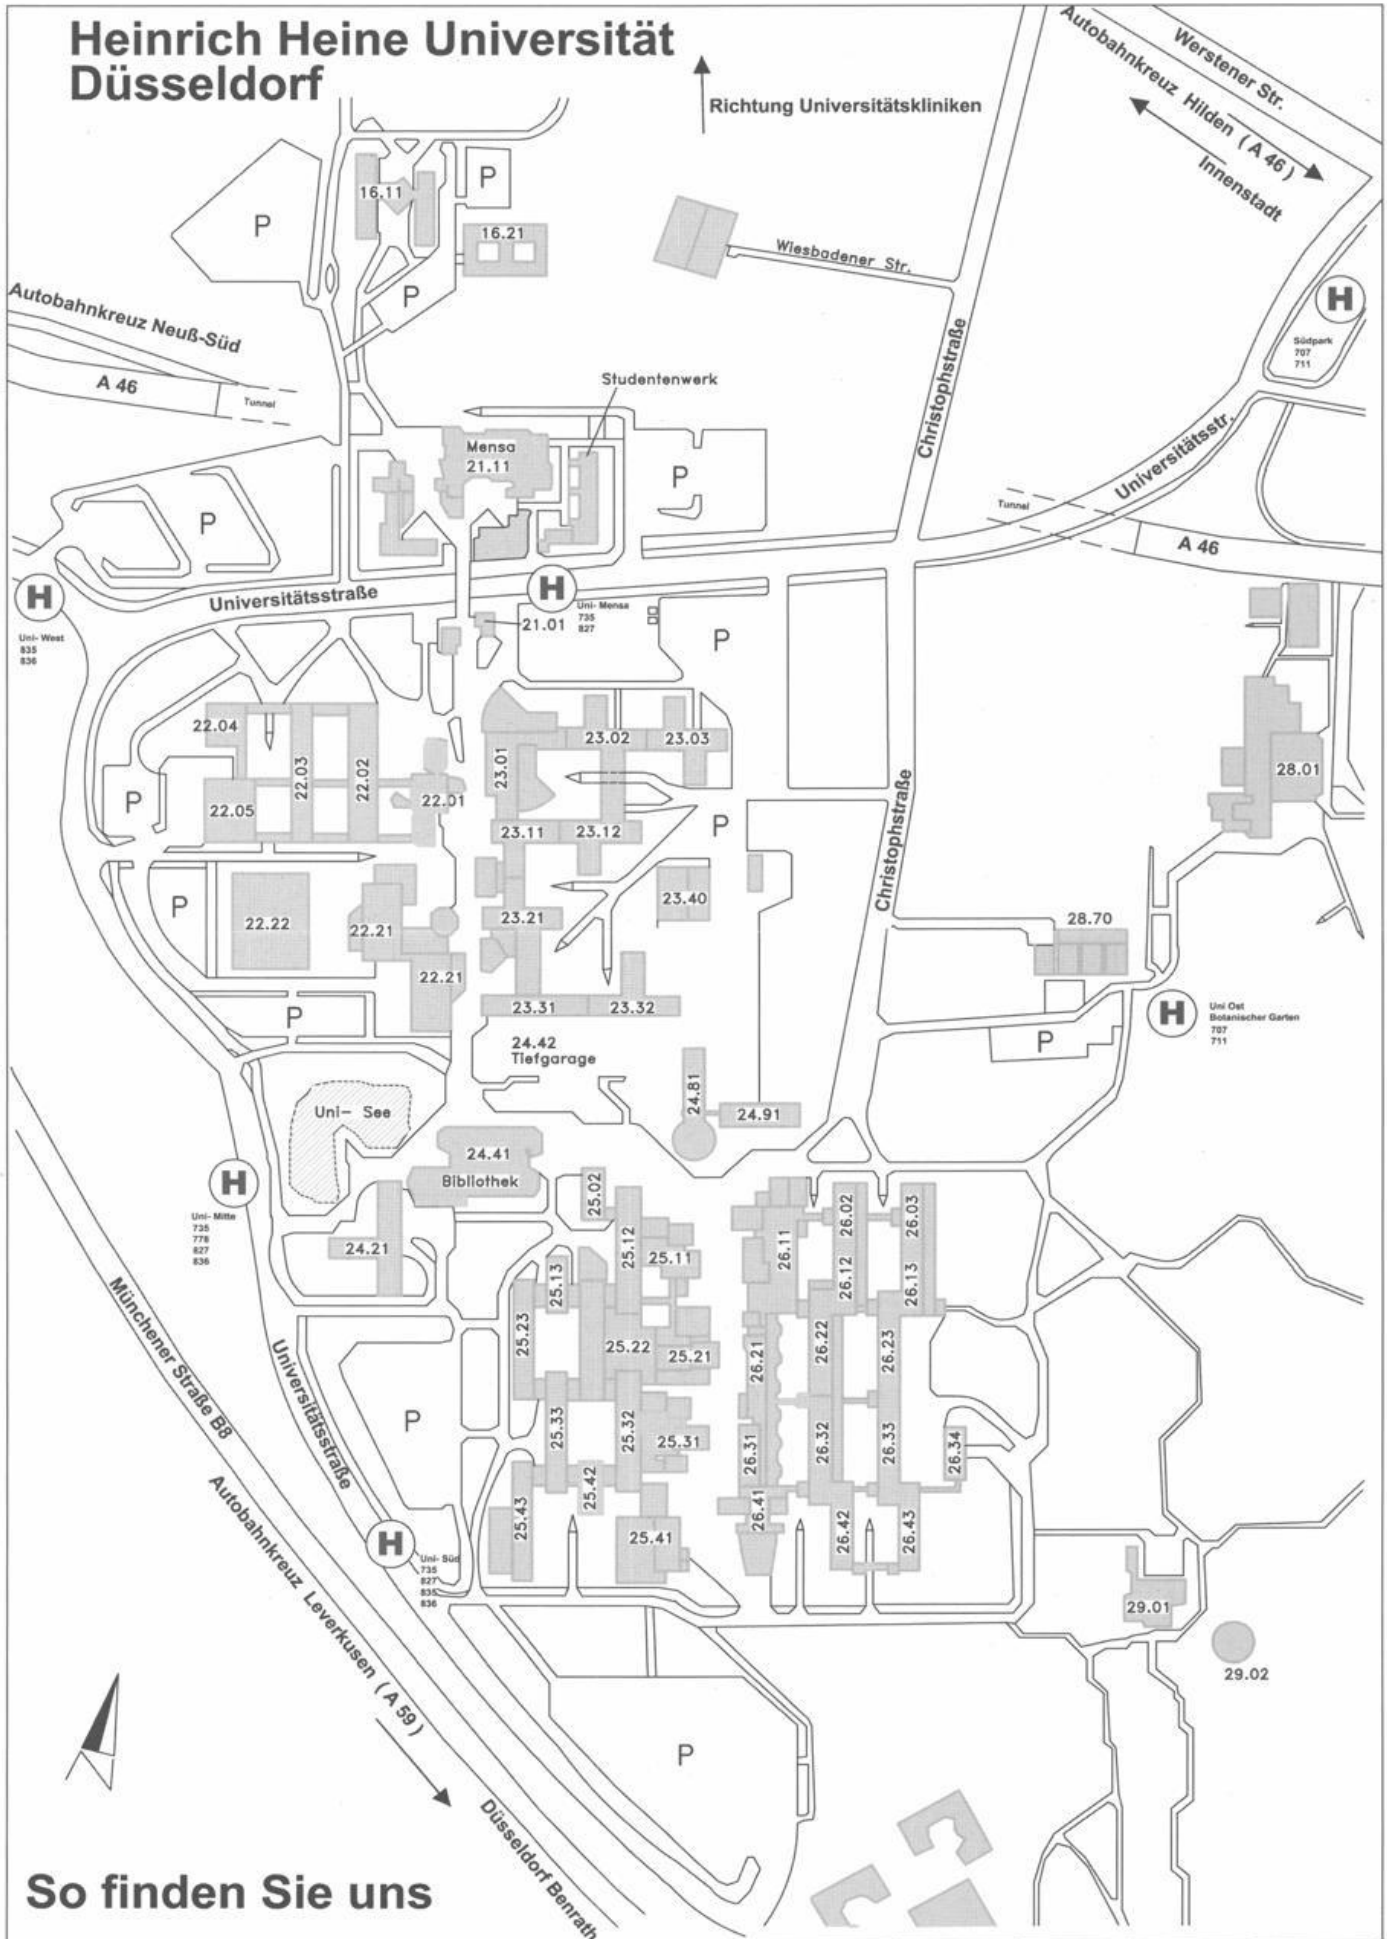 Heinrich Heine Universität
Düsseldorf
Richtung Universitätskliniken
Werstener Str.
Autobahnkreuz Hilden ( A 46 )
Innenstadt
P
16.11
P
16.21
P
Wiesbadener Str.
H
Südpark
707
711
Autobahnkreuz Neuß-Süd
A 46
Tunnel
Studentenwerk
Christophstraße
Universitätsstr.
Mensa
21.11
P
P
Tunnel
A 46
H
Uni- West
835
836
Universitätsstraße
H
Uni- Mensa
735
827
21.01
P
22.04
22.03
22.02
22.01
22.05
P
23.01
23.02
23.03
23.11
23.12
P
28.01
Christophstraße
P
22.22
22.21
22.21
23.21
23.40
28.70
P
23.31
23.32
H
Uni Ost
Botanischer Garten
707
711
P
24.42
Tiefgarage
24.81
24.91
Uni- See
24.41
Bibliothek
H
Uni- Mitte
735
778
827
836
24.21
25.02
25.12
25.11
25.13
25.23
25.22
25.21
25.33
25.32
25.31
25.42
25.43
25.41
26.11
26.02
26.03
26.12
26.13
26.21
26.22
26.23
26.31
26.32
26.33
26.34
26.41
26.42
26.43
Münchener Straße B8
Universitätsstraße
P
Autobahnkreuz Leverkusen ( A 59 )
H
Uni- Süd
735
827
835
836
29.01
29.02
P
Düsseldorf Benrath
So finden Sie uns